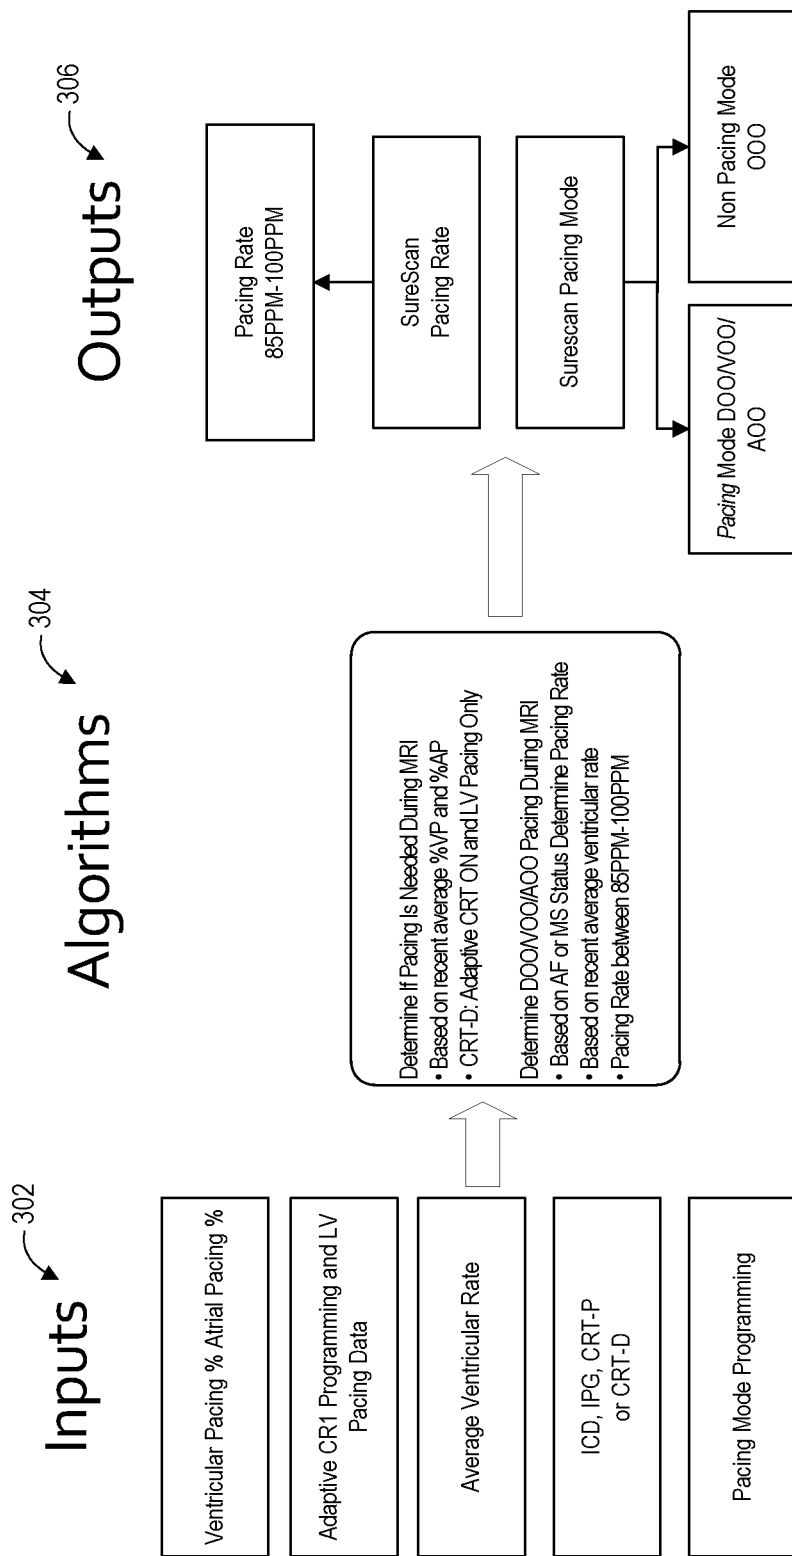 Inputs
302
Ventricular Pacing % Atrial Pacing %
Adaptive CR1 Programming and LV
Pacing Data
Average Ventricular Rate
ICD, IPG, CRT-P
or CRT-D
Pacing Mode Programming
Algorithms
304
Determine If Pacing Is Needed During MRI
• Based on recent average %VP and %AP
• CRT-D: Adaptive CRT ON and LV Pacing Only
Determine DOO/VOO/AOO Pacing During MRI
• Based on AF or MS Status Determine Pacing Rate
• Based on recent average ventricular rate
• Pacing Rate between 85PPM-100PPM
Outputs
306
Pacing Rate
85PPM-100PPM
SureScan
Pacing Rate
Surescan Pacing Mode
Pacing Mode DOO/VOO/
AOO
Non Pacing Mode
OOO